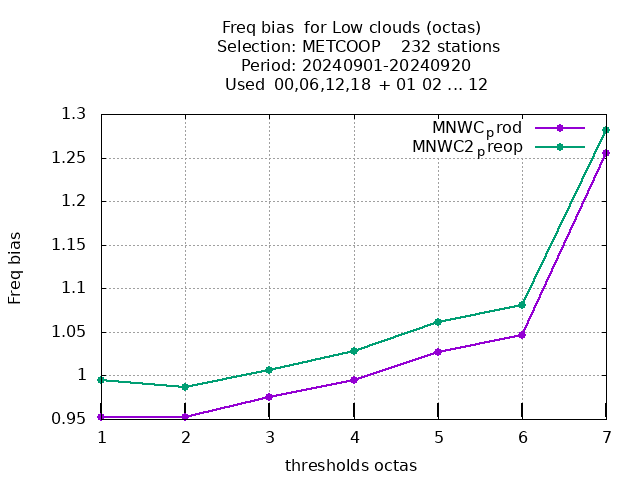 Freq bias  for Low clouds (octas)
Selection: METCOOP    232 stations
Period: 20240901-20240920
Used  00,06,12,18 + 01 02 ... 12
MNWCprod
MNWC2preop
1.3
1.25
1.2
1.15
1.1
1.05
1
0.95
Freq bias
1 2 3 4 5 6 7
thresholds octas